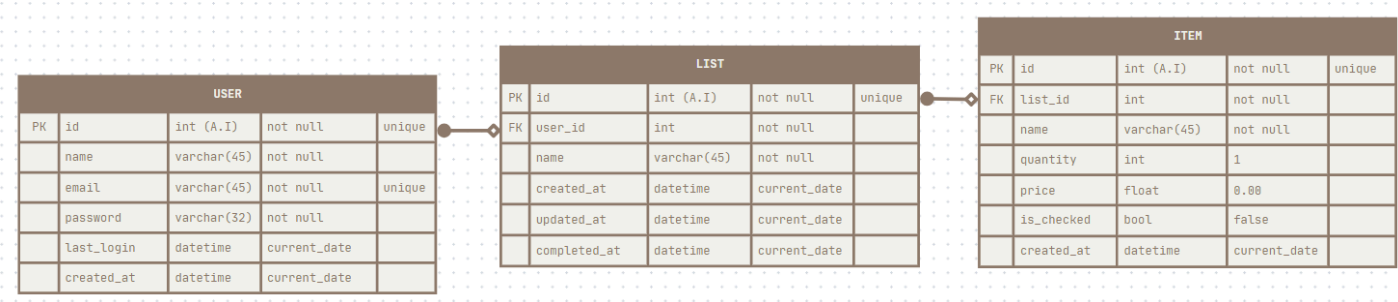 USER
PK id int (A.I) not null unique
name varchar(45) not null
email varchar(45) not null unique
password varchar(32) not null
last_login datetime current_date
created_at datetime current_date
LIST
PK id int (A.I) not null unique
FK user_id int not null
name varchar(45) not null
created_at datetime current_date
updated_at datetime current_date
completed_at datetime current_date
ITEM
PK id int (A.I) not null unique
FK list_id int not null
name varchar(45) not null
quantity int 1
price float 0.00
is_checked bool false
created_at datetime current_date